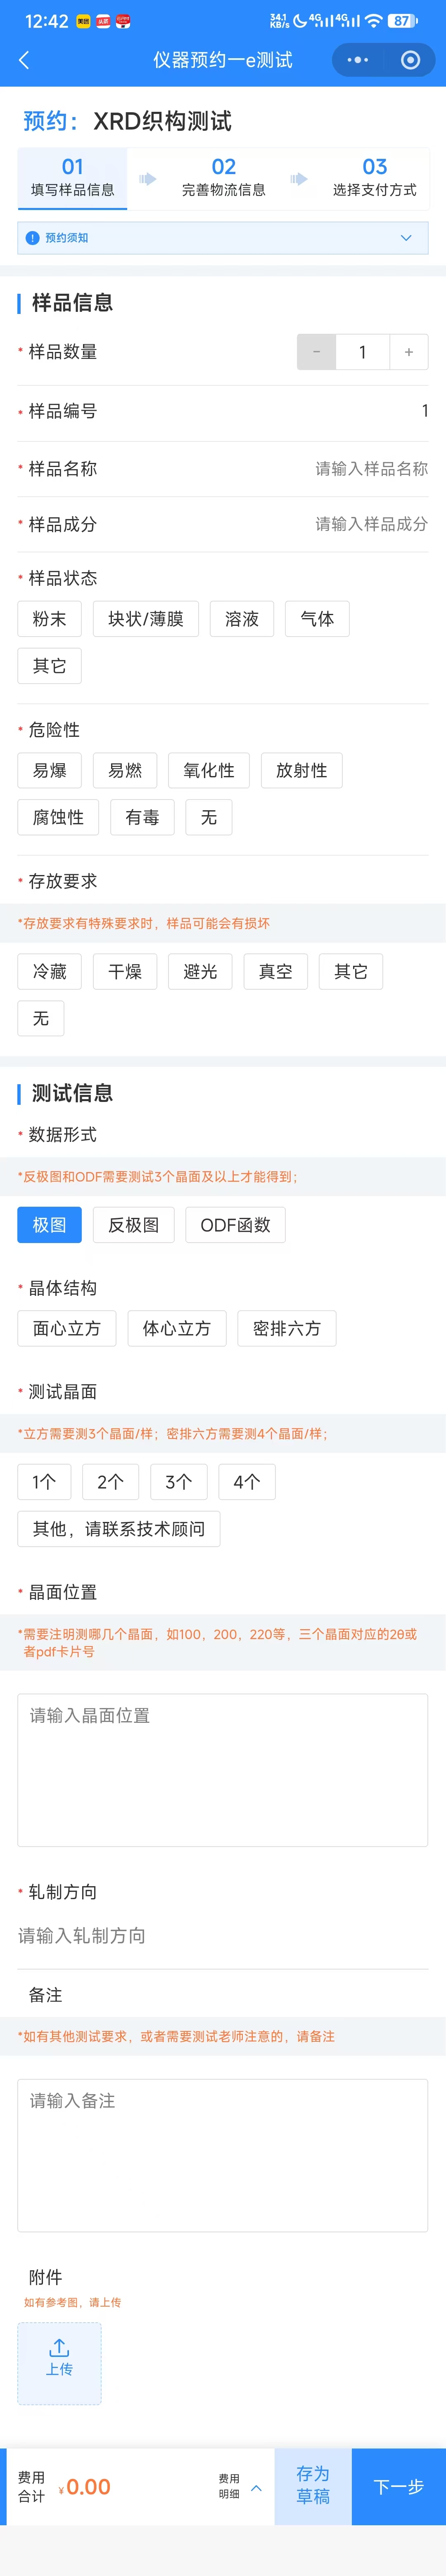 12:42 美团 34.1 KB/s 4G 4G 87
仪器预约一e测试
预约：XRD织构测试
01 02 03
填写样品信息 完善物流信息 选择支付方式
! 预约须知
样品信息
* 样品数量 - 1 +
* 样品编号 1
* 样品名称 请输入样品名称
* 样品成分 请输入样品成分
* 样品状态
粉末 块状/薄膜 溶液 气体
其它
* 危险性
易爆 易燃 氧化性 放射性
腐蚀性 有毒 无
* 存放要求
*存放要求有特殊要求时，样品可能会有损坏
冷藏 干燥 避光 真空 其它
无
测试信息
* 数据形式
*反极图和ODF需要测试3个晶面及以上才能得到；
极图 反极图 ODF函数
* 晶体结构
面心立方 体心立方 密排六方
* 测试晶面
*立方需要测3个晶面/样；密排六方需要测4个晶面/样；
1个 2个 3个 4个
其他，请联系技术顾问
* 晶面位置
*需要注明测哪几个晶面，如100，200，220等，三个晶面对应的2θ或
者pdf卡片号
请输入晶面位置
* 轧制方向
请输入轧制方向
备注
*如有其他测试要求，或者需要测试老师注意的，请备注
请输入备注
附件
如有参考图，请上传
上传
费用
合计
¥0.00
费用
明细
存为
草稿
下一步